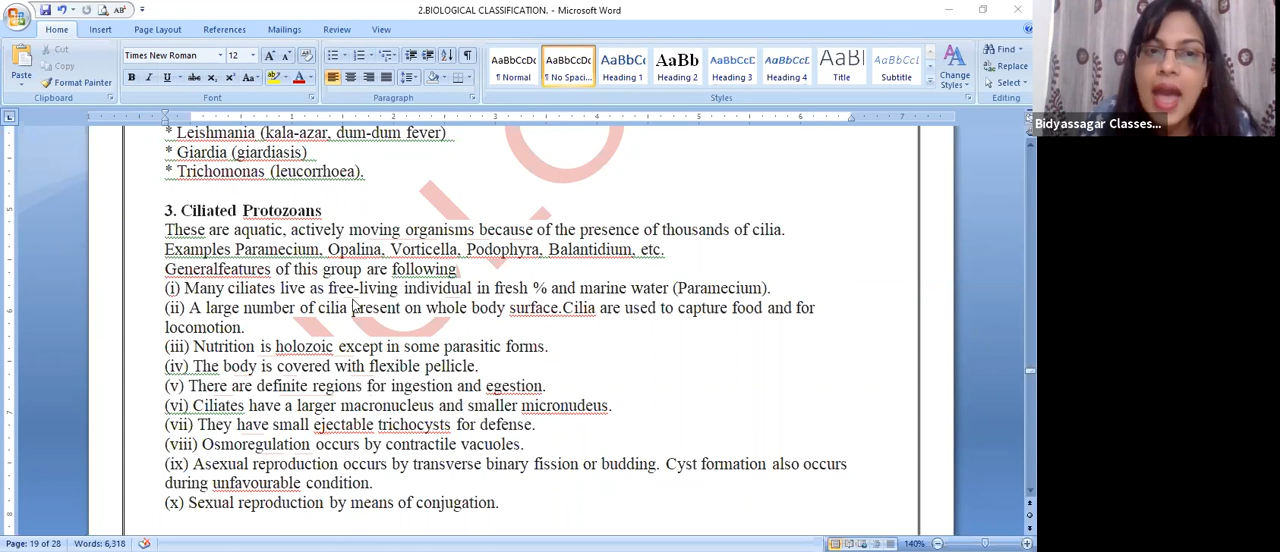 2.BIOLOGICAL CLASSIFICATION. - Microsoft Word
Home Insert Page Layout References Mailings Review View
Cut
Copy
Format Painter
Paste
Clipboard
Times New Roman 12
Font
Paragraph
AaBbCcDc AaBbCcDc AaBbCc AaBb AaBbCc AaBbCc AaBl AaBbCc
¶ Normal ¶ No Spaci... Heading 1 Heading 2 Heading 3 Heading 4 Title Subtitle
Change Styles
Styles
Find
Replace
Select
Editing
Bidyassagar Classes...
* Leishmania (kala-azar, dum-dum fever)
* Giardia (giardiasis)
* Trichomonas (leucorrhoea).
3. Ciliated Protozoans
These are aquatic, actively moving organisms because of the presence of thousands of cilia.
Examples Paramecium, Opalina, Vorticella, Podophyra, Balantidium, etc.
Generalfeatures of this group are following
(i) Many ciliates live as free-living individual in fresh % and marine water (Paramecium).
(ii) A large number of cilia present on whole body surface.Cilia are used to capture food and for
locomotion.
(iii) Nutrition is holozoic except in some parasitic forms.
(iv) The body is covered with flexible pellicle.
(v) There are definite regions for ingestion and egestion.
(vi) Ciliates have a larger macronucleus and smaller micronudeus.
(vii) They have small ejectable trichocysts for defense.
(viii) Osmoregulation occurs by contractile vacuoles.
(ix) Asexual reproduction occurs by transverse binary fission or budding. Cyst formation also occurs
during unfavourable condition.
(x) Sexual reproduction by means of conjugation.
Page: 19 of 28 Words: 6,318 140%